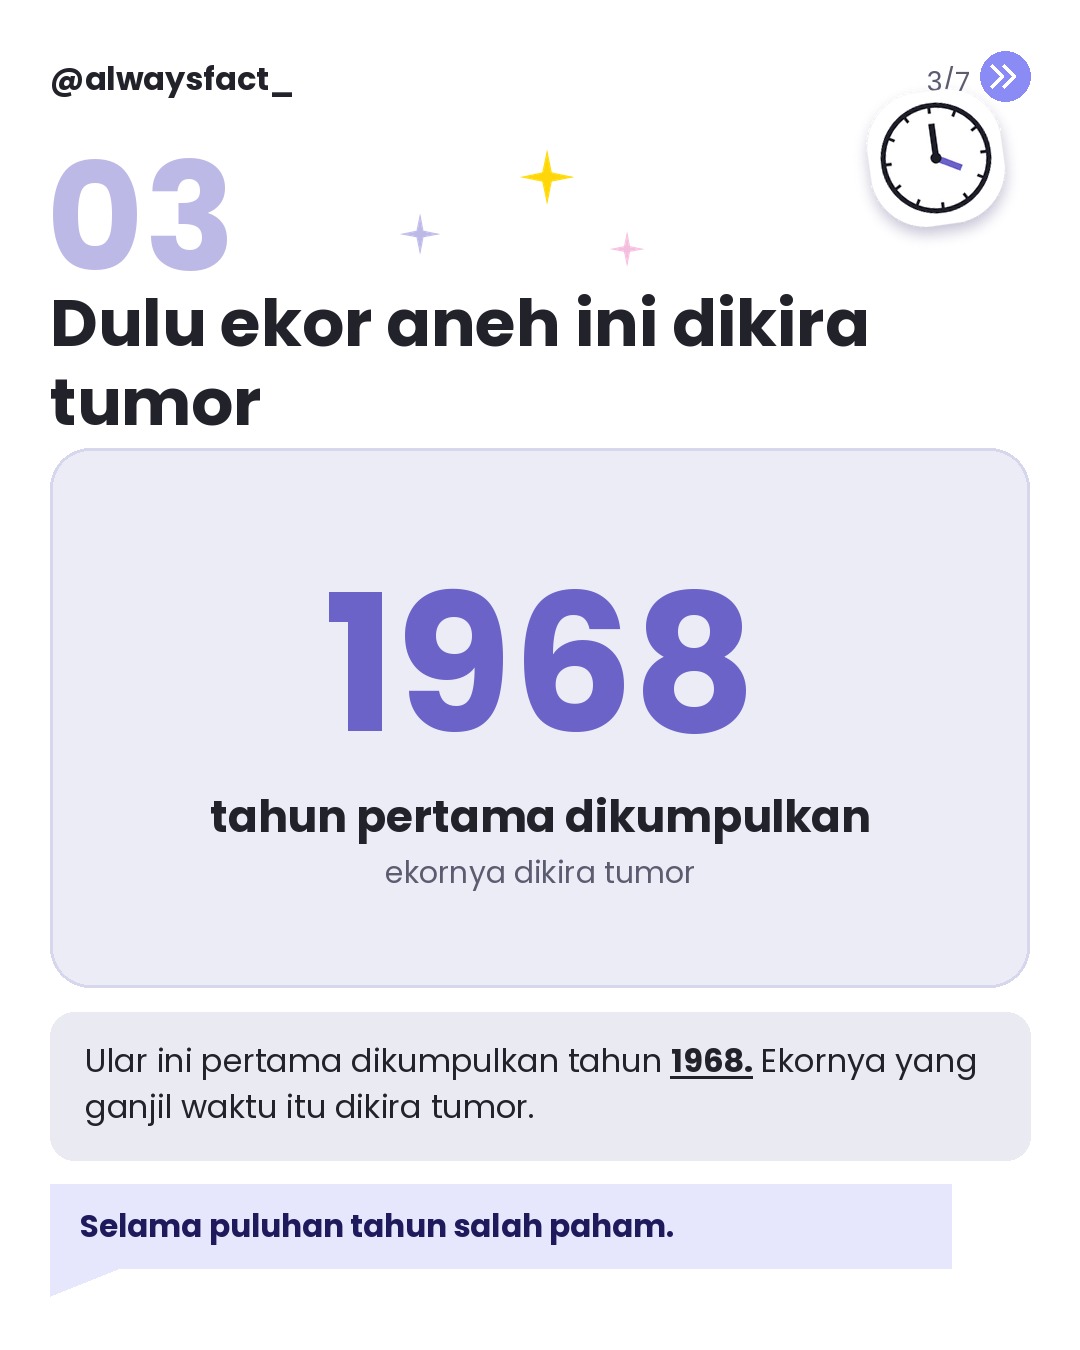 @alwaysfact_
3/7
03
Dulu ekor aneh ini dikira
tumor
1968
tahun pertama dikumpulkan
ekornya dikira tumor
Ular ini pertama dikumpulkan tahun 1968. Ekornya yang
ganjil waktu itu dikira tumor.
Selama puluhan tahun salah paham.